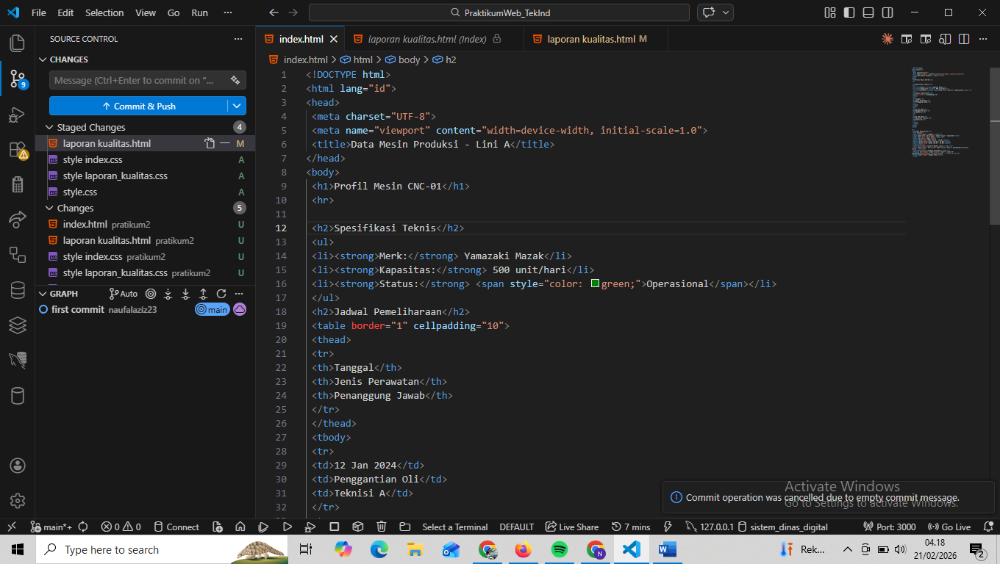 File Edit Selection View Go Run ··· PraktikumWeb_TekInd
SOURCE CONTROL ···
index.html
laporan kualitas.html (Index)
laporan kualitas.html M
CHANGES
index.html > html > body > h2
Message (Ctrl+Enter to commit on "...
Commit & Push
Staged Changes 4
laporan kualitas.html M
style index.css A
style laporan_kualitas.css A
style.css A
Changes 5
index.html pratikum2 U
laporan kualitas.html pratikum2 U
style index.css pratikum2 U
style laporan_kualitas.css pratikum2 U
GRAPH Auto ···
first commit naufalaziz23 main
9
1 <!DOCTYPE html>
2 <html lang="id">
3 <head>
4 <meta charset="UTF-8">
5 <meta name="viewport" content="width=device-width, initial-scale=1.0">
6 <title>Data Mesin Produksi - Lini A</title>
7 </head>
8 <body>
9 <h1>Profil Mesin CNC-01</h1>
10 <hr>
11
12 <h2>Spesifikasi Teknis</h2>
13 <ul>
14 <li><strong>Merk:</strong> Yamazaki Mazak</li>
15 <li><strong>Kapasitas:</strong> 500 unit/hari</li>
16 <li><strong>Status:</strong> <span style="color: green;">Operasional</span></li>
17 </ul>
18 <h2>Jadwal Pemeliharaan</h2>
19 <table border="1" cellpadding="10">
20 <thead>
21 <tr>
22 <th>Tanggal</th>
23 <th>Jenis Perawatan</th>
24 <th>Penanggung Jawab</th>
25 </tr>
26 </thead>
27 <tbody>
28 <tr>
29 <td>12 Jan 2024</td>
30 <td>Penggantian Oli</td>
31 <td>Teknisi A</td>
32 </tr>
Activate Windows
Go to Settings to activate Windows.
Commit operation was cancelled due to empty commit message.
main*+ 0 0 Connect Select a Terminal DEFAULT Live Share 7 mins 127.0.0.1 sistem_dinas_digital Port: 3000 Go Live
Type here to search
Rek...
04.18
21/02/2026
2